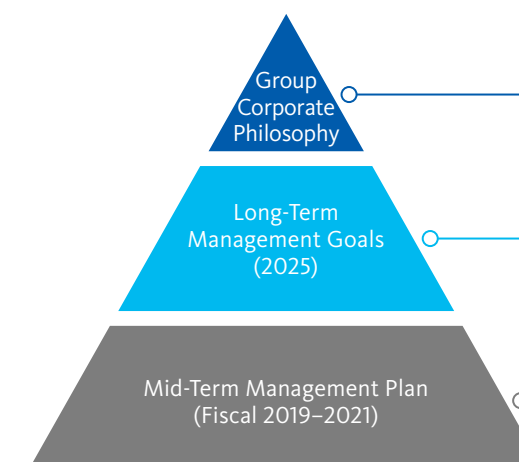 Group
Corporate
Philosophy
Long-Term
Management Goals
(2025)
Mid-Term Management Plan
(Fiscal 2019–2021)